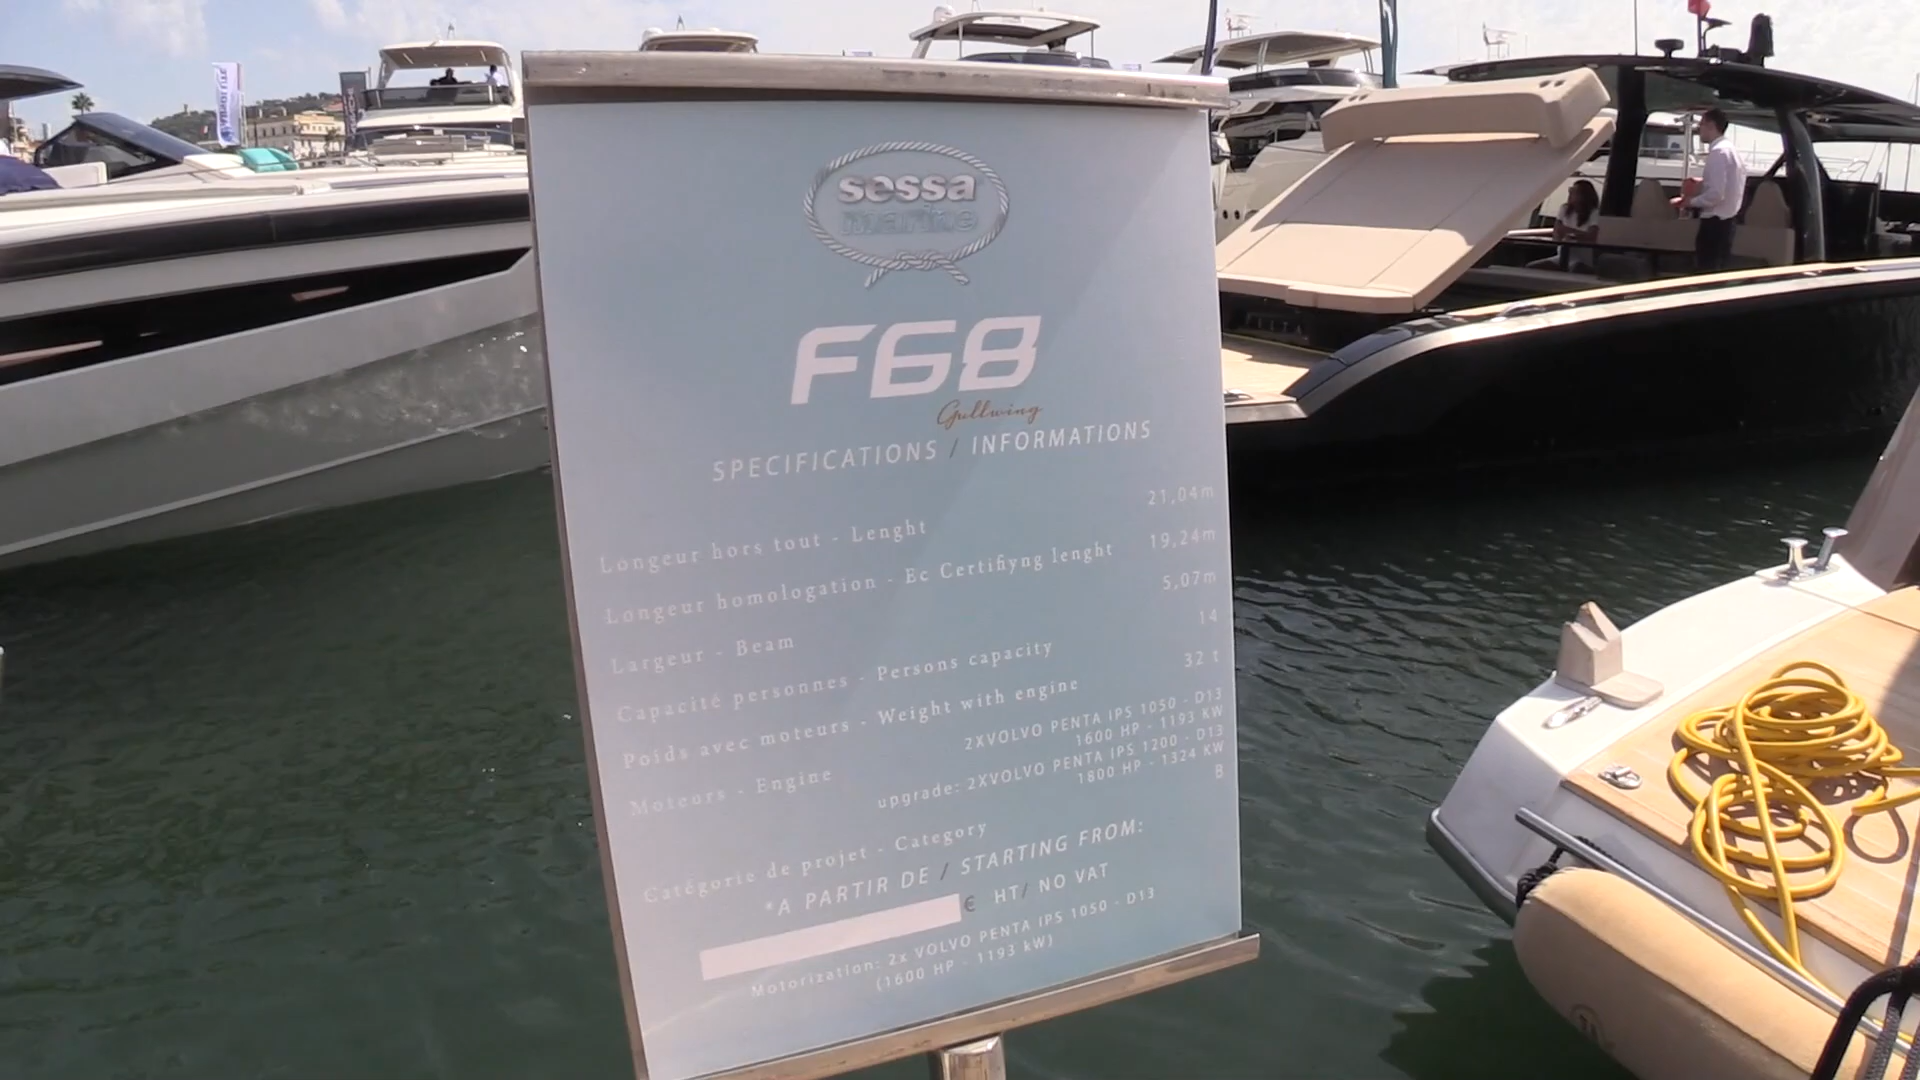 sessa
marine
F68
Gullwing
SPECIFICATIONS / INFORMATIONS
Longeur hors tout - Lenght 21,04m
Longeur homologation - Ec Certifiyng lenght 19,24m
Largeur - Beam 5,07m
Capacité personnes - Persons capacity 14
Poids avec moteurs - Weight with engine 32 t
Moteurs - Engine 2XVOLVO PENTA IPS 1050 - D13
1600 HP - 1193 KW
upgrade: 2XVOLVO PENTA IPS 1200 - D13
1800 HP - 1324 KW
Catégorie de projet - Category B
*A PARTIR DE / STARTING FROM:
€ HT/ NO VAT
Motorization: 2x VOLVO PENTA IPS 1050 - D13
(1600 HP - 1193 kW)